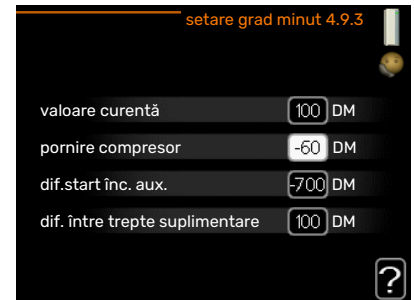 setare grad minut 4.9.3
valoare curentă 100 DM
pornire compresor -60 DM
dif.start înc. aux. -700 DM
dif. între trepte suplimentare 100 DM
?